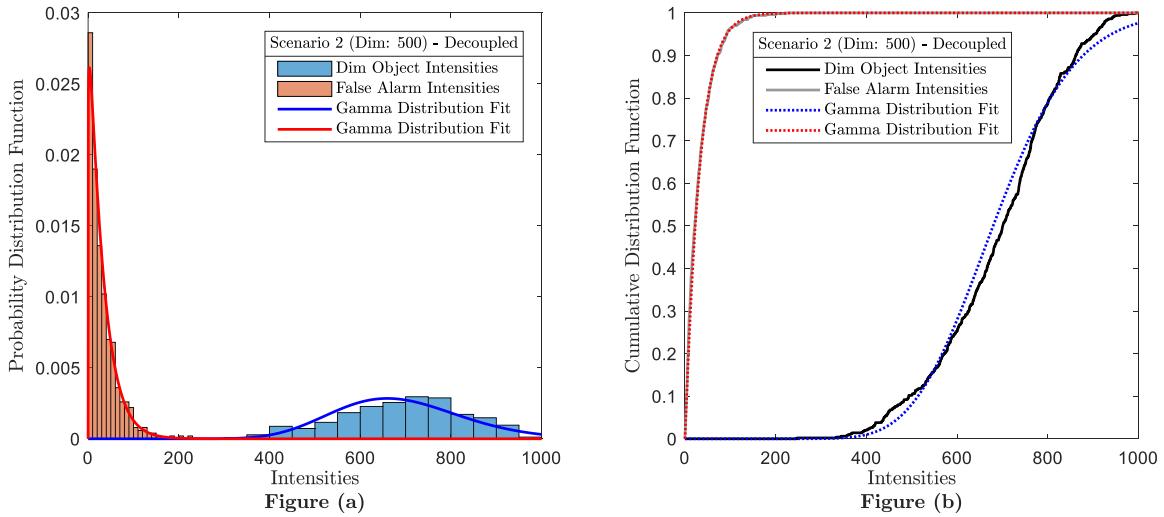 Scenario 2 (Dim: 500) - Decoupled
Dim Object Intensities
False Alarm Intensities
Gamma Distribution Fit
Gamma Distribution Fit
Probability Distribution Function
0.03
0.025
0.02
0.015
0.01
0.005
0
0 200 400 600 800 1000
Intensities
Figure (a)
Scenario 2 (Dim: 500) - Decoupled
Dim Object Intensities
False Alarm Intensities
Gamma Distribution Fit
Gamma Distribution Fit
Cumulative Distribution Function
1
0.9
0.8
0.7
0.6
0.5
0.4
0.3
0.2
0.1
0
0 200 400 600 800 1000
Intensities
Figure (b)